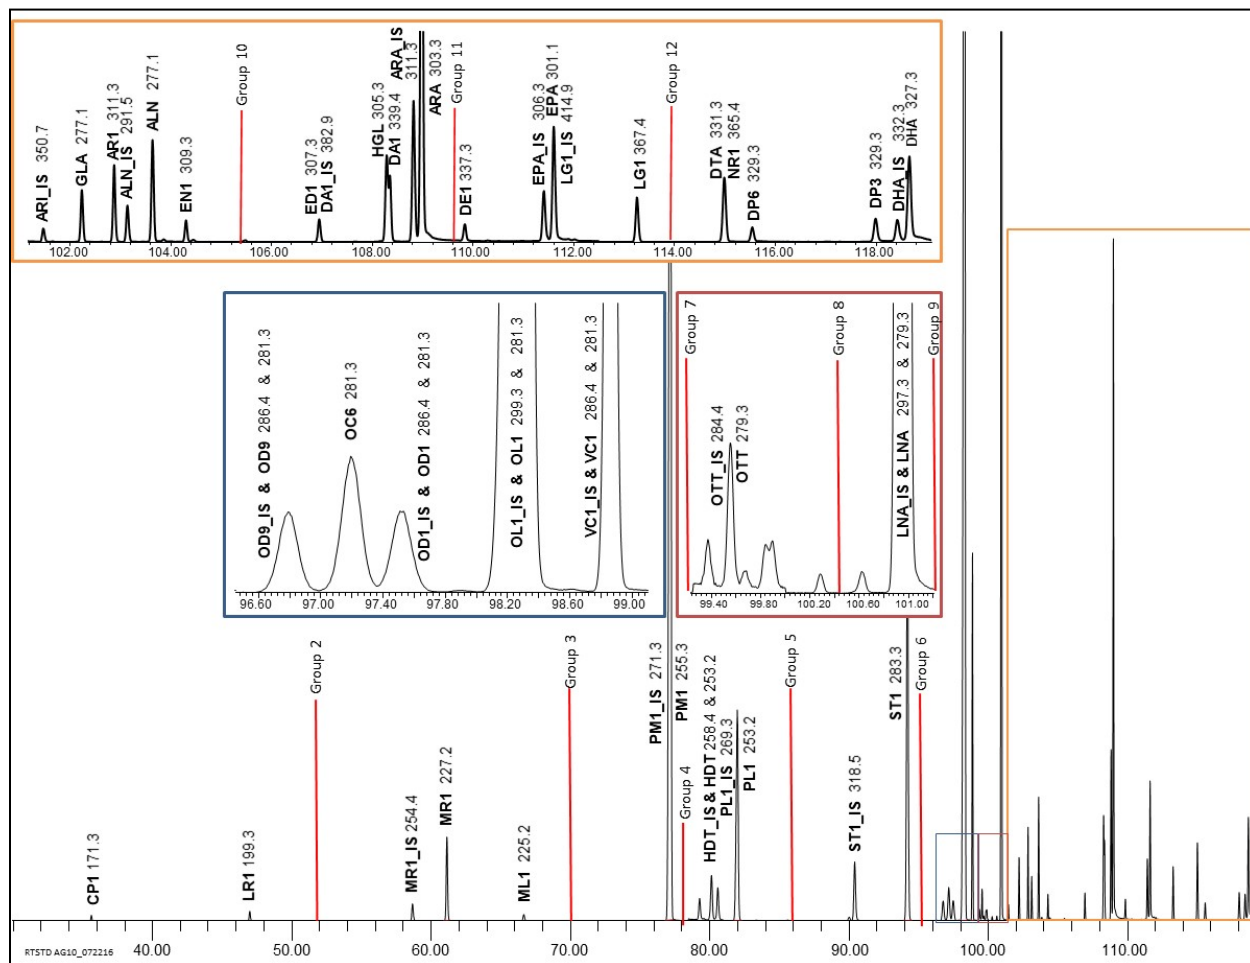 ARI_IS 350.7
GLA 277.1
AR1 311.3
ALN_IS 291.5
ALN 277.1
EN1 309.3
Group 10
ED1 307.3
DA1_IS 382.9
HGL 305.3
DA1 339.4
ARA_IS 311.3
ARA 303.3
Group 11
DE1 337.3
EPA_IS 306.3
EPA 301.1
LG1_IS 414.9
LG1 367.4
Group 12
DTA 331.3
NR1 365.4
DP6 329.3
DP3 329.3
DHA_IS 332.3
DHA 327.3
102.00 104.00 106.00 108.00 110.00 112.00 114.00 116.00 118.00
OD9_IS & OD9 286.4 & 281.3
OC6 281.3
OD1_IS & OD1 286.4 & 281.3
OL1_IS & OL1 299.3 & 281.3
VC1_IS & VC1 286.4 & 281.3
96.60 97.00 97.40 97.80 98.20 98.60 99.00
Group 7
OTT_IS 284.4
OTT 279.3
Group 8
LNA_IS & LNA 297.3 & 279.3
Group 9
99.40 99.80 100.20 100.60 101.00
CP1 171.3
LR1 199.3
Group 2
MR1_IS 254.4
MR1 227.2
ML1 225.2
Group 3
PM1_IS 271.3
PM1 255.3
Group 4
HDT_IS & HDT 258.4 & 253.2
PL1_IS 269.3
PL1 253.2
Group 5
ST1_IS 318.5
ST1 283.3
Group 6
RTSTD AG10_072216
40.00 50.00 60.00 70.00 80.00 90.00 100.00 110.00